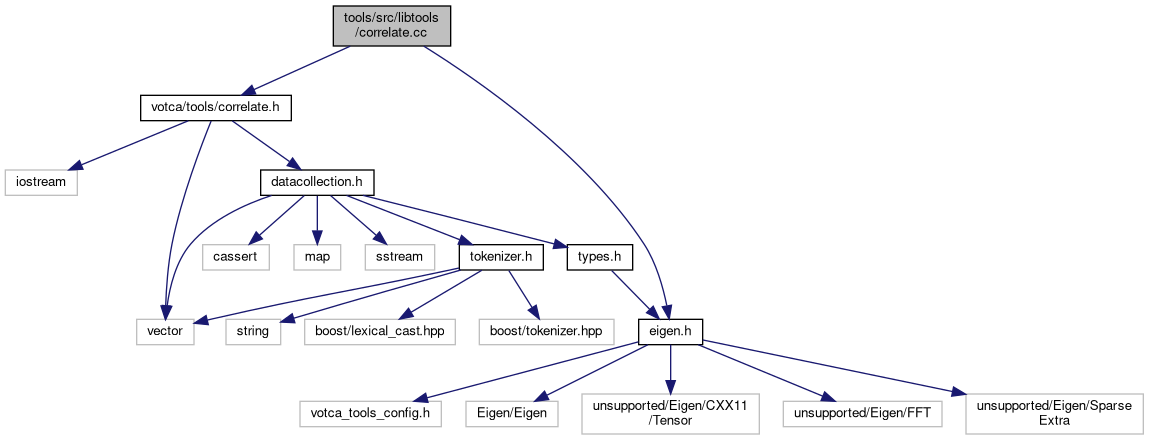 tools/src/libtools
/correlate.cc
votca/tools/correlate.h
iostream
datacollection.h
cassert
map
sstream
tokenizer.h
types.h
vector
string
boost/lexical_cast.hpp
boost/tokenizer.hpp
eigen.h
votca_tools_config.h
Eigen/Eigen
unsupported/Eigen/CXX11
/Tensor
unsupported/Eigen/FFT
unsupported/Eigen/Sparse
Extra